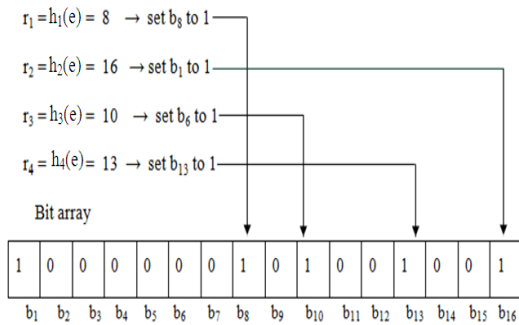 r₁ = h₁(e) = 8 → set b₈ to 1
r₂ = h₂(e) = 16 → set b₁ to 1
r₃ = h₃(e) = 10 → set b₆ to 1
r₄ = h₄(e) = 13 → set b₁₃ to 1
Bit array
1 0 0 0 0 0 0 1 0 1 0 0 1 0 0 1
b₁ b₂ b₃ b₄ b₅ b₆ b₇ b₈ b₉ b₁₀ b₁₁ b₁₂ b₁₃ b₁₄ b₁₅ b₁₆